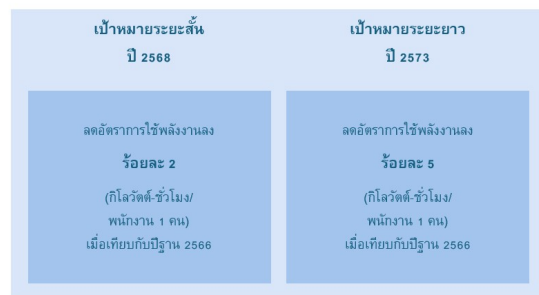 เป้าหมายระยะสั้น
ปี 2568
ลดอัตราการใช้พลังงานลง
ร้อยละ 2
(กิโลวัตต์-ชั่วโมง/
พนักงาน 1 คน)
เมื่อเทียบกับปีฐาน 2566
เป้าหมายระยะยาว
ปี 2573
ลดอัตราการใช้พลังงานลง
ร้อยละ 5
(กิโลวัตต์-ชั่วโมง/
พนักงาน 1 คน)
เมื่อเทียบกับปีฐาน 2566